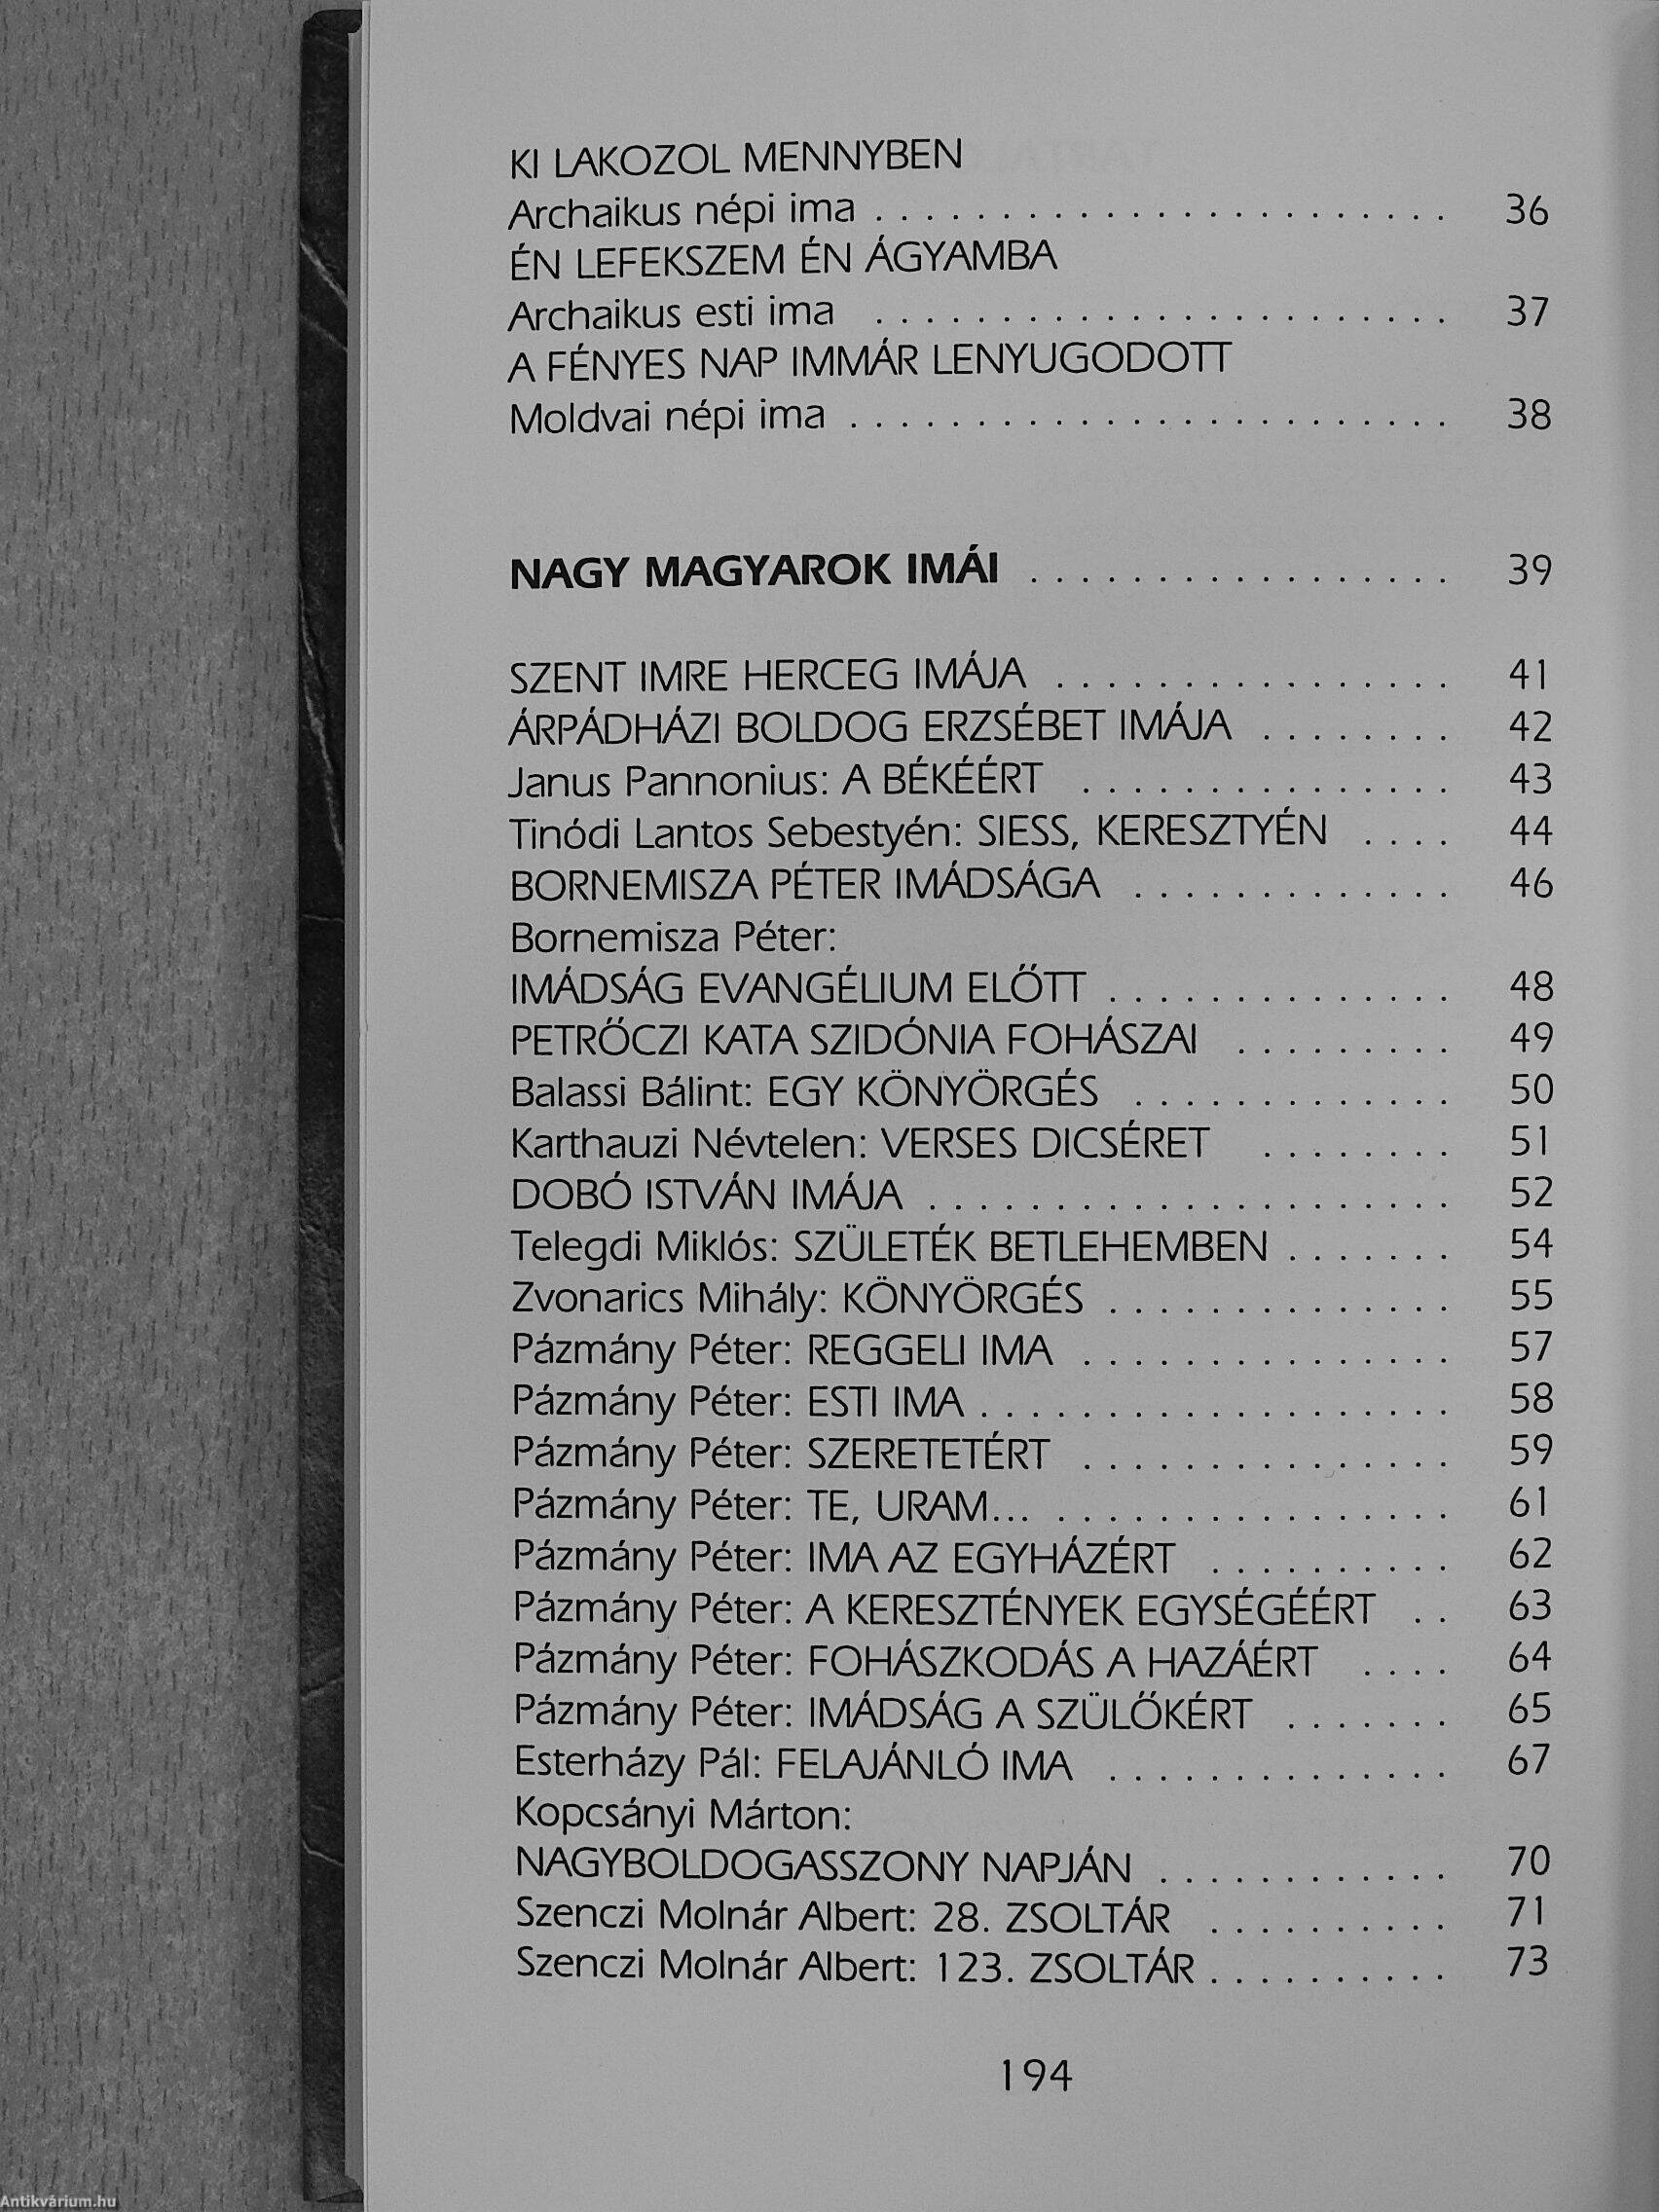 KI LAKOZOL MENNYBEN
Archaikus népi ima . . . . . . . . . . . . . . . . . . . . . . . 36
ÉN LEFEKSZEM ÉN ÁGYAMBA
Archaikus esti ima . . . . . . . . . . . . . . . . . . . . . . . 37
A FÉNYES NAP IMMÁR LENYUGODOTT
Moldvai népi ima . . . . . . . . . . . . . . . . . . . . . . . . 38
NAGY MAGYAROK IMÁI . . . . . . . . . . . . . . . . . 39
SZENT IMRE HERCEG IMÁJA . . . . . . . . . . . . . . . . 41
ÁRPÁDHÁZI BOLDOG ERZSÉBET IMÁJA . . . . . . . . 42
Janus Pannonius: A BÉKÉÉRT . . . . . . . . . . . . . . . 43
Tinódi Lantos Sebestyén: SIESS, KERESZTYÉN . . . . 44
BORNEMISZA PÉTER IMÁDSÁGA . . . . . . . . . . . . . 46
Bornemisza Péter:
IMÁDSÁG EVANGÉLIUM ELŐTT . . . . . . . . . . . . . . 48
PETRŐCZI KATA SZIDÓNIA FOHÁSZAI . . . . . . . . . 49
Balassi Bálint: EGY KÖNYÖRGÉS . . . . . . . . . . . . . 50
Karthauzi Névtelen: VERSES DICSÉRET . . . . . . . . 51
DOBÓ ISTVÁN IMÁJA . . . . . . . . . . . . . . . . . . . . . 52
Telegdi Miklós: SZÜLETÉK BETLEHEMBEN . . . . . . . 54
Zvonarics Mihály: KÖNYÖRGÉS . . . . . . . . . . . . . . 55
Pázmány Péter: REGGELI IMA . . . . . . . . . . . . . . . 57
Pázmány Péter: ESTI IMA . . . . . . . . . . . . . . . . . . . 58
Pázmány Péter: SZERETETÉRT . . . . . . . . . . . . . . . 59
Pázmány Péter: TE, URAM... . . . . . . . . . . . . . . . . 61
Pázmány Péter: IMA AZ EGYHÁZÉRT . . . . . . . . . . 62
Pázmány Péter: A KERESZTÉNYEK EGYSÉGÉÉRT . . 63
Pázmány Péter: FOHÁSZKODÁS A HAZÁÉRT . . . . 64
Pázmány Péter: IMÁDSÁG A SZÜLŐKÉRT . . . . . . . 65
Esterházy Pál: FELAJÁNLÓ IMA . . . . . . . . . . . . . . 67
Kopcsányi Márton:
NAGYBOLDOGASSZONY NAPJÁN . . . . . . . . . . . . 70
Szenczi Molnár Albert: 28. ZSOLTÁR . . . . . . . . . . 71
Szenczi Molnár Albert: 123. ZSOLTÁR . . . . . . . . . . 73
194
Antikvárium.hu